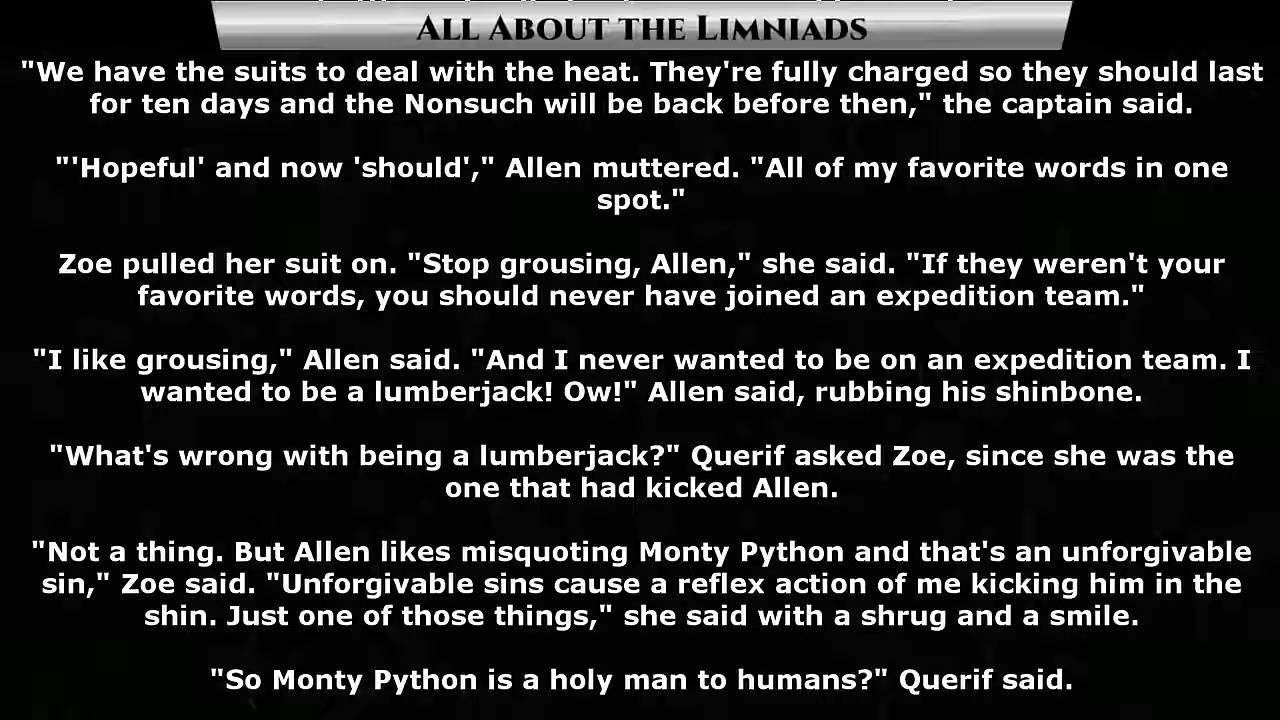 All About the Limniads
"We have the suits to deal with the heat. They're fully charged so they should last
for ten days and the Nonsuch will be back before then," the captain said.
"'Hopeful' and now 'should'," Allen muttered. "All of my favorite words in one
spot."
Zoe pulled her suit on. "Stop grousing, Allen," she said. "If they weren't your
favorite words, you should never have joined an expedition team."
"I like grousing," Allen said. "And I never wanted to be on an expedition team. I
wanted to be a lumberjack! Ow!" Allen said, rubbing his shinbone.
"What's wrong with being a lumberjack?" Querif asked Zoe, since she was the
one that had kicked Allen.
"Not a thing. But Allen likes misquoting Monty Python and that's an unforgivable
sin," Zoe said. "Unforgivable sins cause a reflex action of me kicking him in the
shin. Just one of those things," she said with a shrug and a smile.
"So Monty Python is a holy man to humans?" Querif said.